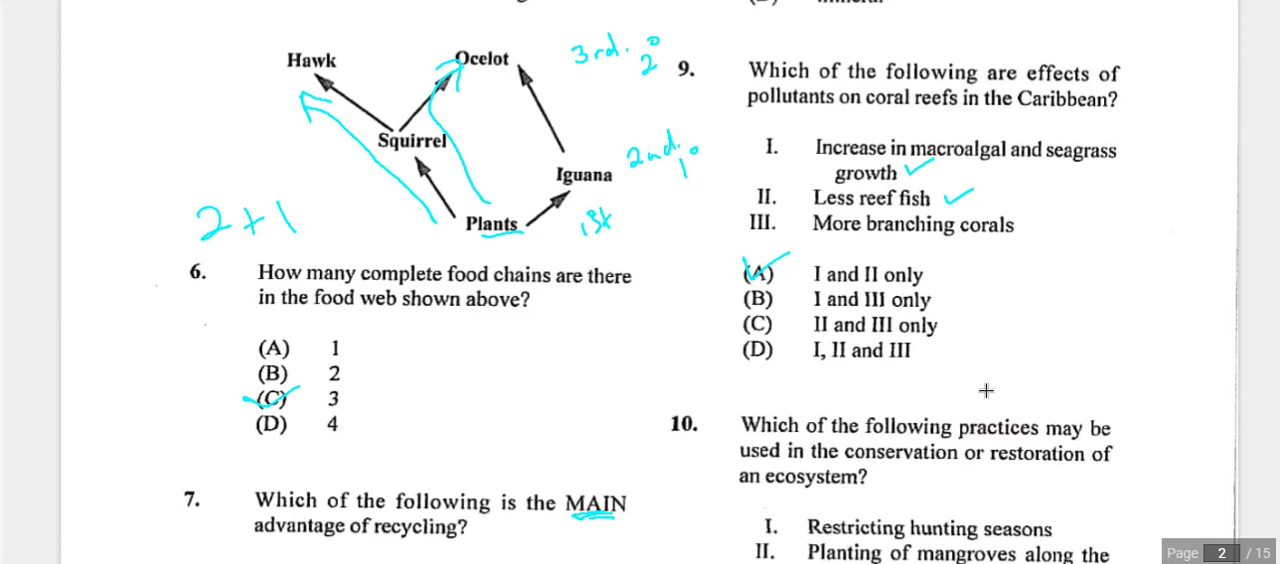 Hawk
Ocelot
3rd. 2°
Squirrel
Iguana
2nd. 1°
Plants
1st
2+1
6. How many complete food chains are there
in the food web shown above?
(A) 1
(B) 2
(C) 3
(D) 4
7. Which of the following is the MAIN
advantage of recycling?
9. Which of the following are effects of
pollutants on coral reefs in the Caribbean?
I. Increase in macroalgal and seagrass
growth
II. Less reef fish
III. More branching corals
(A) I and II only
(B) I and III only
(C) II and III only
(D) I, II and III
10. Which of the following practices may be
used in the conservation or restoration of
an ecosystem?
I. Restricting hunting seasons
II. Planting of mangroves along the
Page 2 / 15